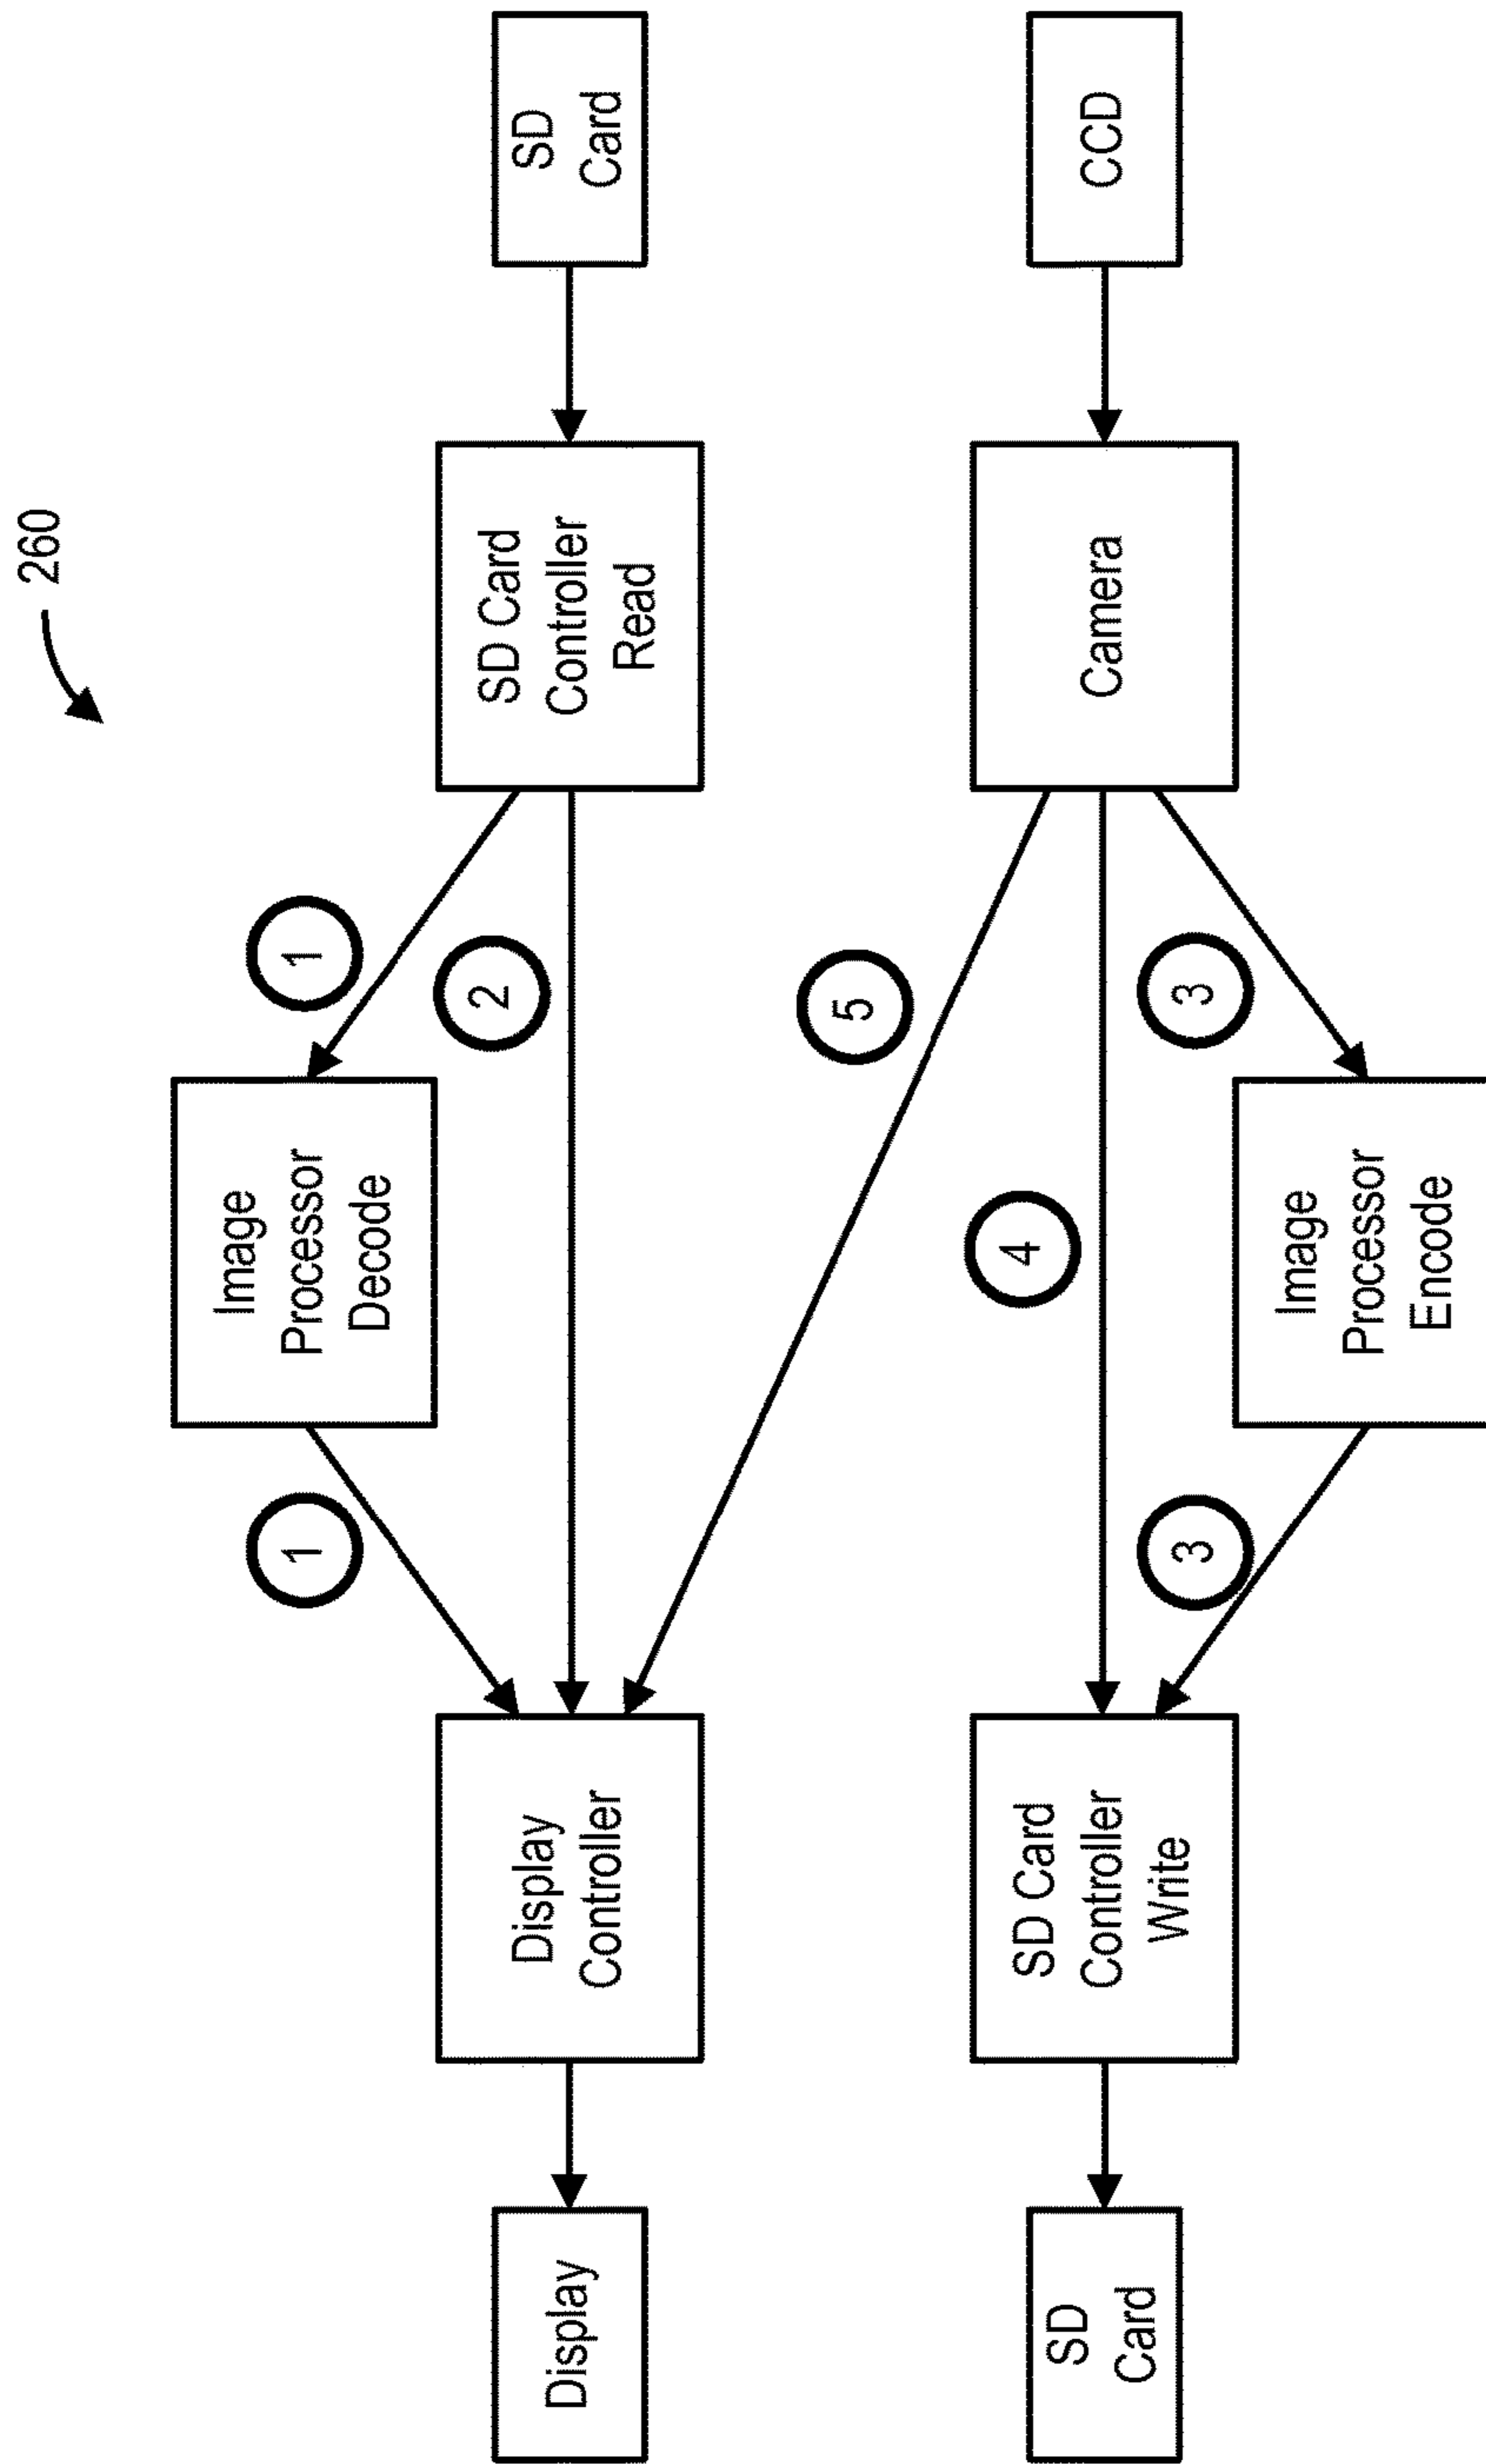 260
Image
Processor
Decode
1
1
2
Display
Display
Controller
SD Card
Controller
Read
SD
Card
5
4
SD
Card
SD Card
Controller
Write
Camera
CCD
3
3
Image
Processor
Encode